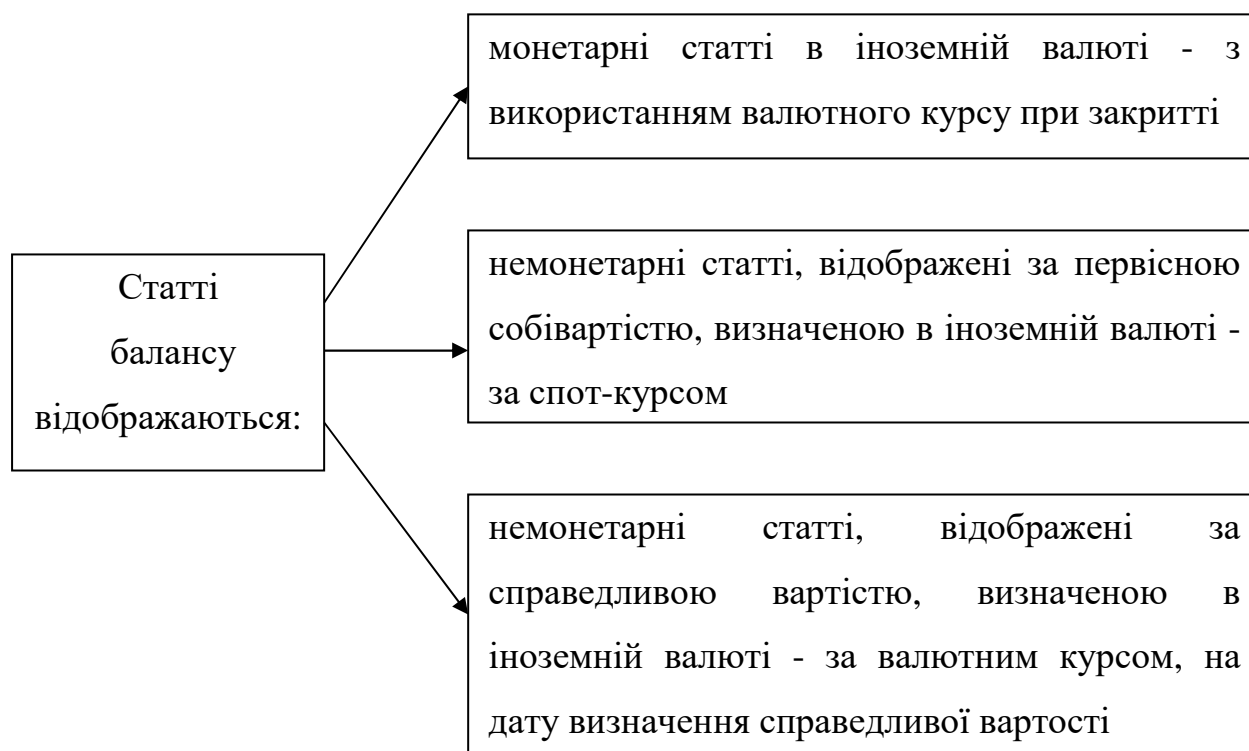 монетарні статті в іноземній валюті - з
використанням валютного курсу при закритті
Статті
балансу
відображаються:
немонетарні статті, відображені за первісною
собівартістю, визначеною в іноземній валюті -
за спот-курсом
немонетарні статті, відображені за
справедливою вартістю, визначеною в
іноземній валюті - за валютним курсом, на
дату визначення справедливої вартості